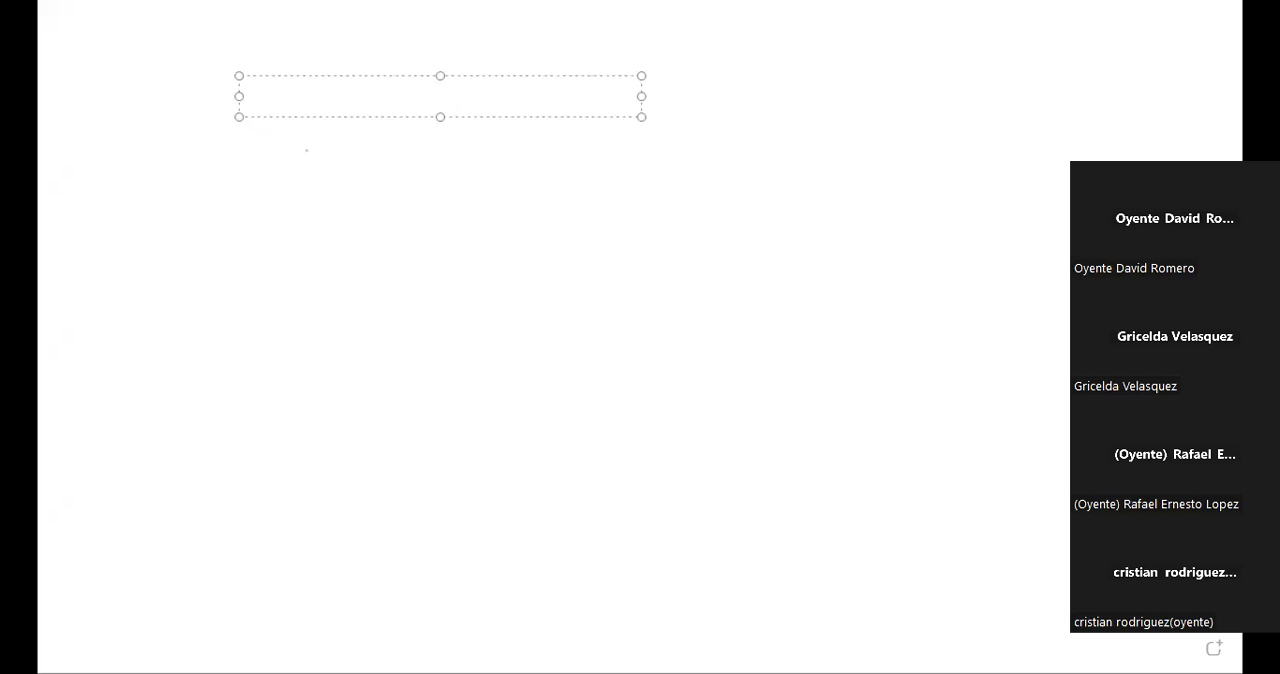 Oyente David Ro...
Oyente David Romero
Gricelda Velasquez
Gricelda Velasquez
(Oyente) Rafael E...
(Oyente) Rafael Ernesto Lopez
cristian rodriguez...
cristian rodriguez(oyente)